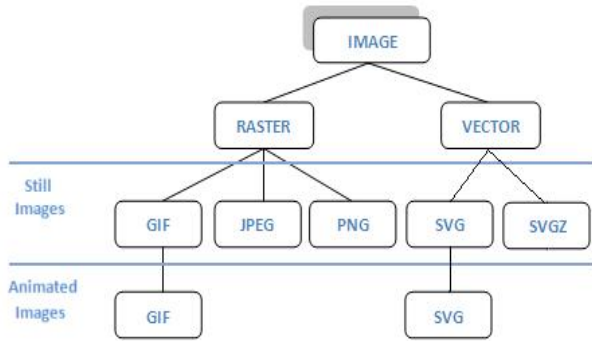 IMAGE
RASTER
VECTOR
Still
Images
GIF
JPEG
PNG
SVG
SVGZ
Animated
Images
GIF
SVG